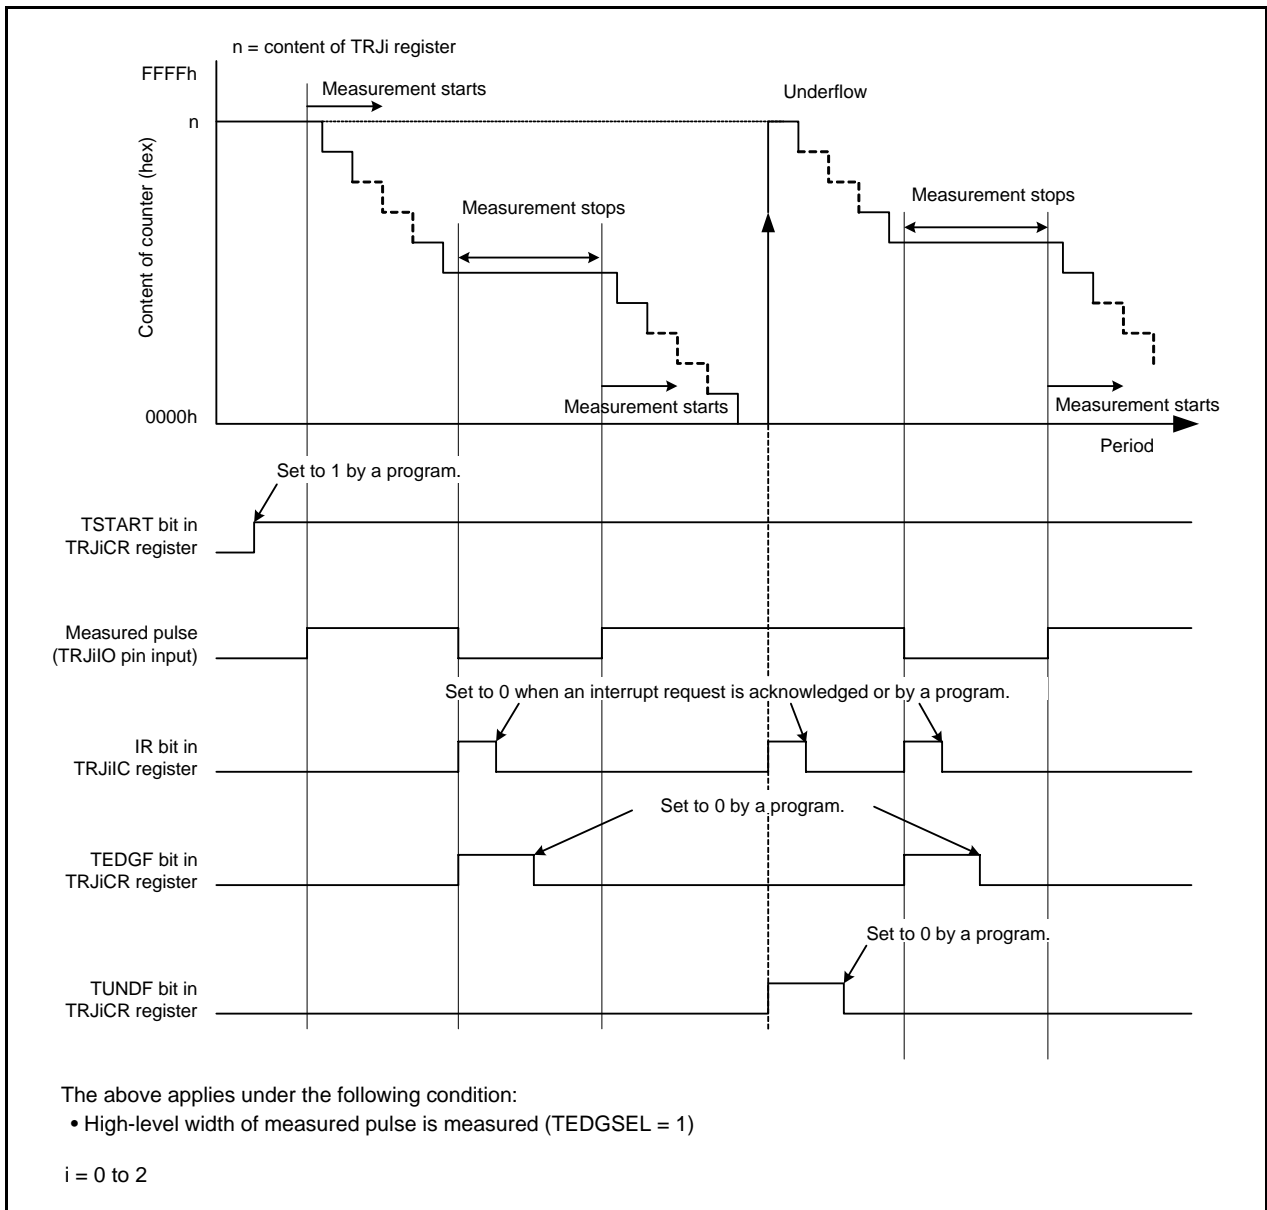 n = content of TRJi register
FFFFh
Measurement starts
Underflow
n
Content of counter (hex)
Measurement stops
Measurement stops
Measurement starts
Measurement starts
0000h
Period
Set to 1 by a program.
TSTART bit in
TRJiCR register
Measured pulse
(TRJiIO pin input)
Set to 0 when an interrupt request is acknowledged or by a program.
IR bit in
TRJiIC register
Set to 0 by a program.
TEDGF bit in
TRJiCR register
Set to 0 by a program.
TUNDF bit in
TRJiCR register
The above applies under the following condition:
• High-level width of measured pulse is measured (TEDGSEL = 1)
i = 0 to 2